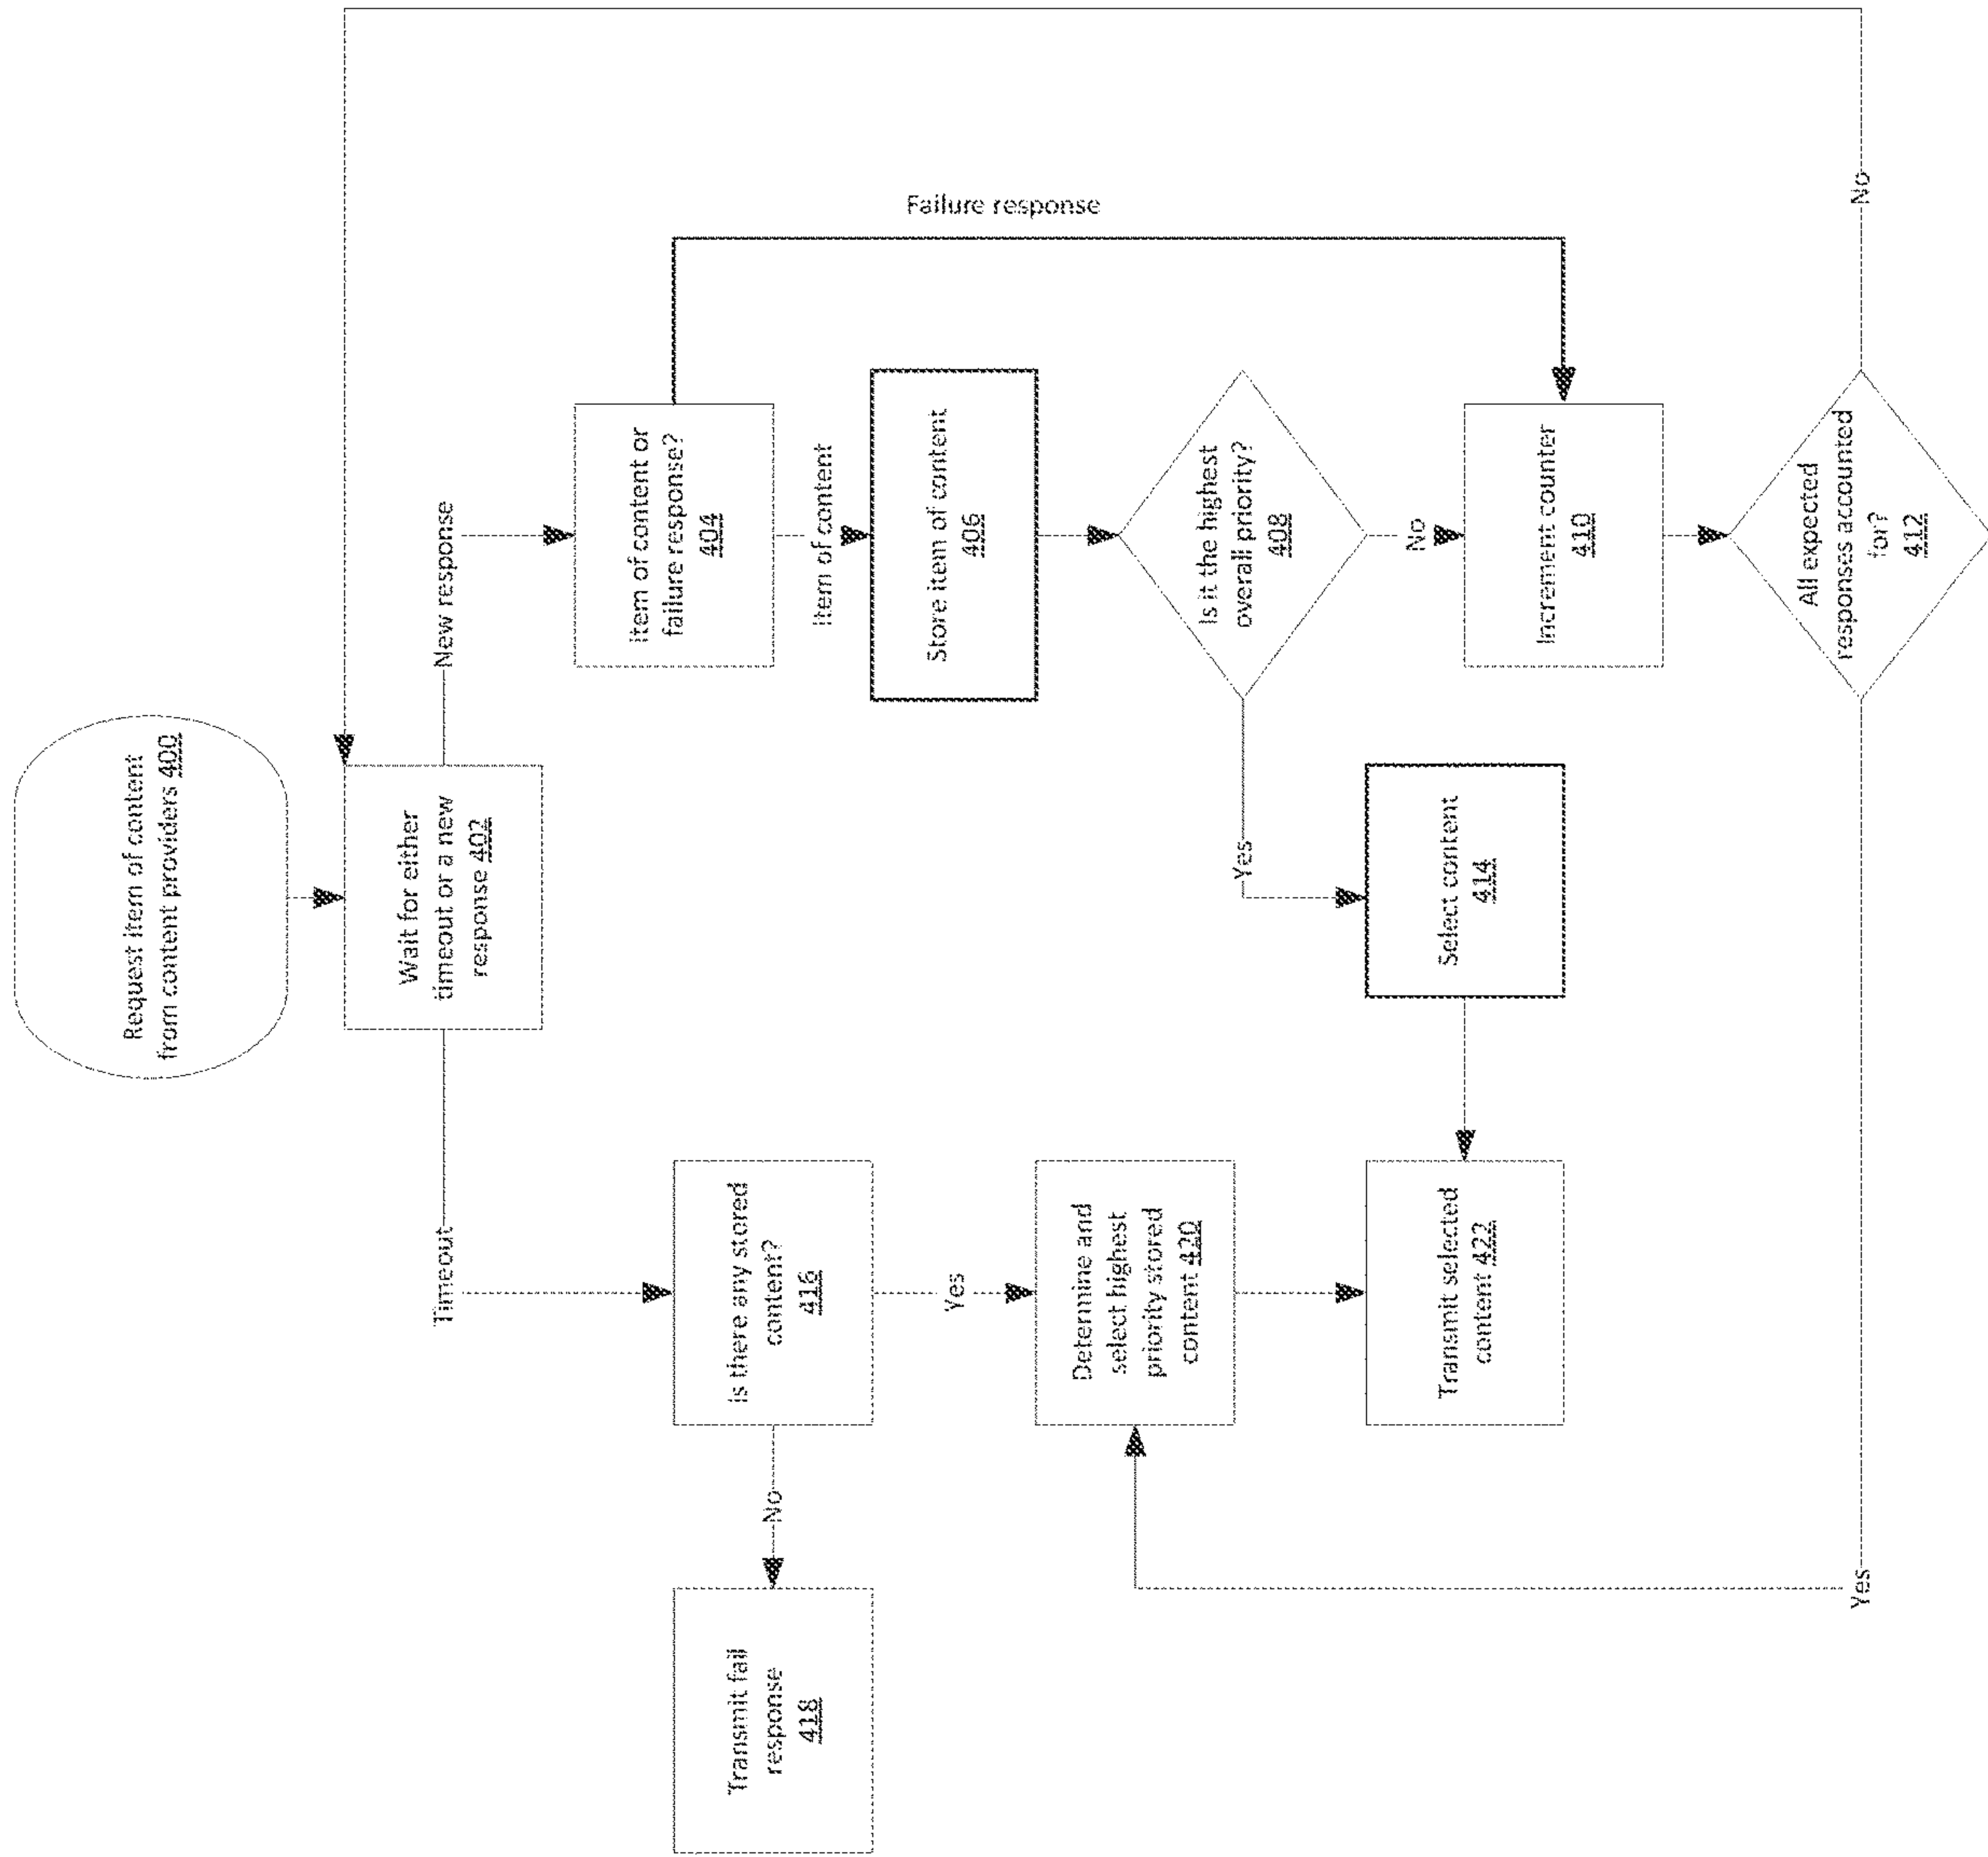 Request item of content
from content providers 400
Wait for either
timeout or a new
response 402
Timeout
New response
Item of content or
failure response?
404
Failure response
Item of content
Store item of content
406
Is it the highest
overall priority?
408
Yes
No
Increment counter
410
All expected
responses accounted
for?
412
No
Yes
Select content
414
Is there any stored
content?
416
No
Yes
Transmit fail
response
418
Determine and
select highest
priority stored
content 420
Transmit selected
content 422